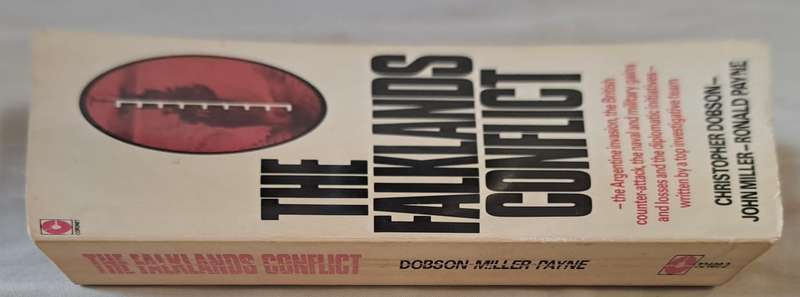 THE
FALKLANDS
CONFLICT
– the Argentine invasion, the British
counter-attack, the naval and military gains
and losses and the diplomatic initiatives –
written by a top investigative team
CHRISTOPHER DOBSON –
JOHN MILLER – RONALD PAYNE
CORONET
THE FALKLANDS CONFLICT
DOBSON-MILLER-PAYNE